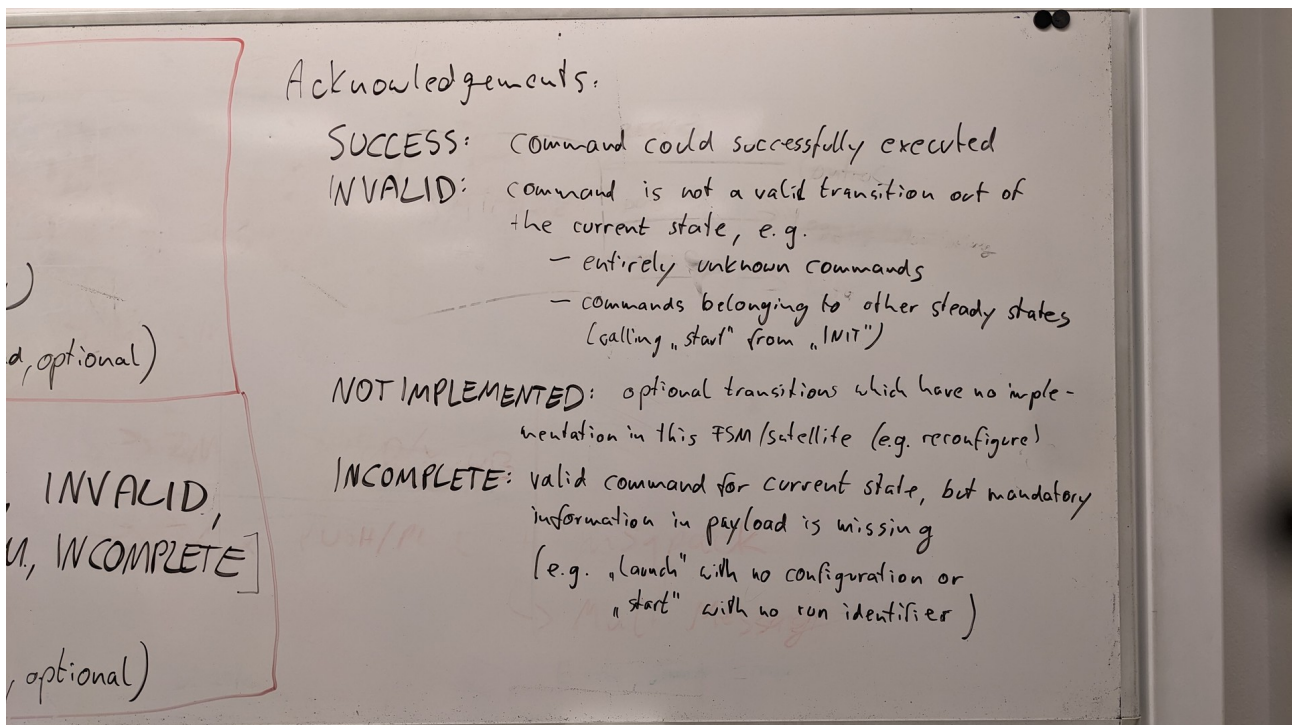 Acknowledgements:
SUCCESS: command could successfully executed
INVALID: command is not a valid transition out of
the current state, e.g.
– entirely unknown commands
– commands belonging to other steady states
(calling „start" from „INIT")
NOT IMPLEMENTED: optional transitions which have no imple-
mentation in this FSM/satellite (e.g. reconfigure)
INCOMPLETE: valid command for current state, but mandatory
information in payload is missing
(e.g. „launch" with no configuration or
„start" with no run identifier)
)
, optional)
, INVALID,
, INCOMPLETE]
, optional)